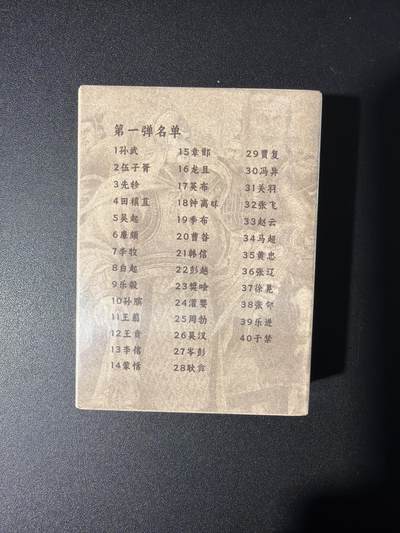 第一弹名单
1孙武
2伍子胥
3先轸
4田穰苴
5吴起
6廉颇
7李牧
8白起
9乐毅
10孙膑
11王翦
12王贲
13李信
14蒙恬
15章邯
16龙且
17英布
18钟离昧
19季布
20曹咎
21韩信
22彭越
23樊哙
24灌婴
25周勃
26吴汉
27岑彭
28耿弇
29贾复
30冯异
31关羽
32张飞
33赵云
34马超
35黄忠
36张辽
37徐晃
38张郃
39乐进
40于禁